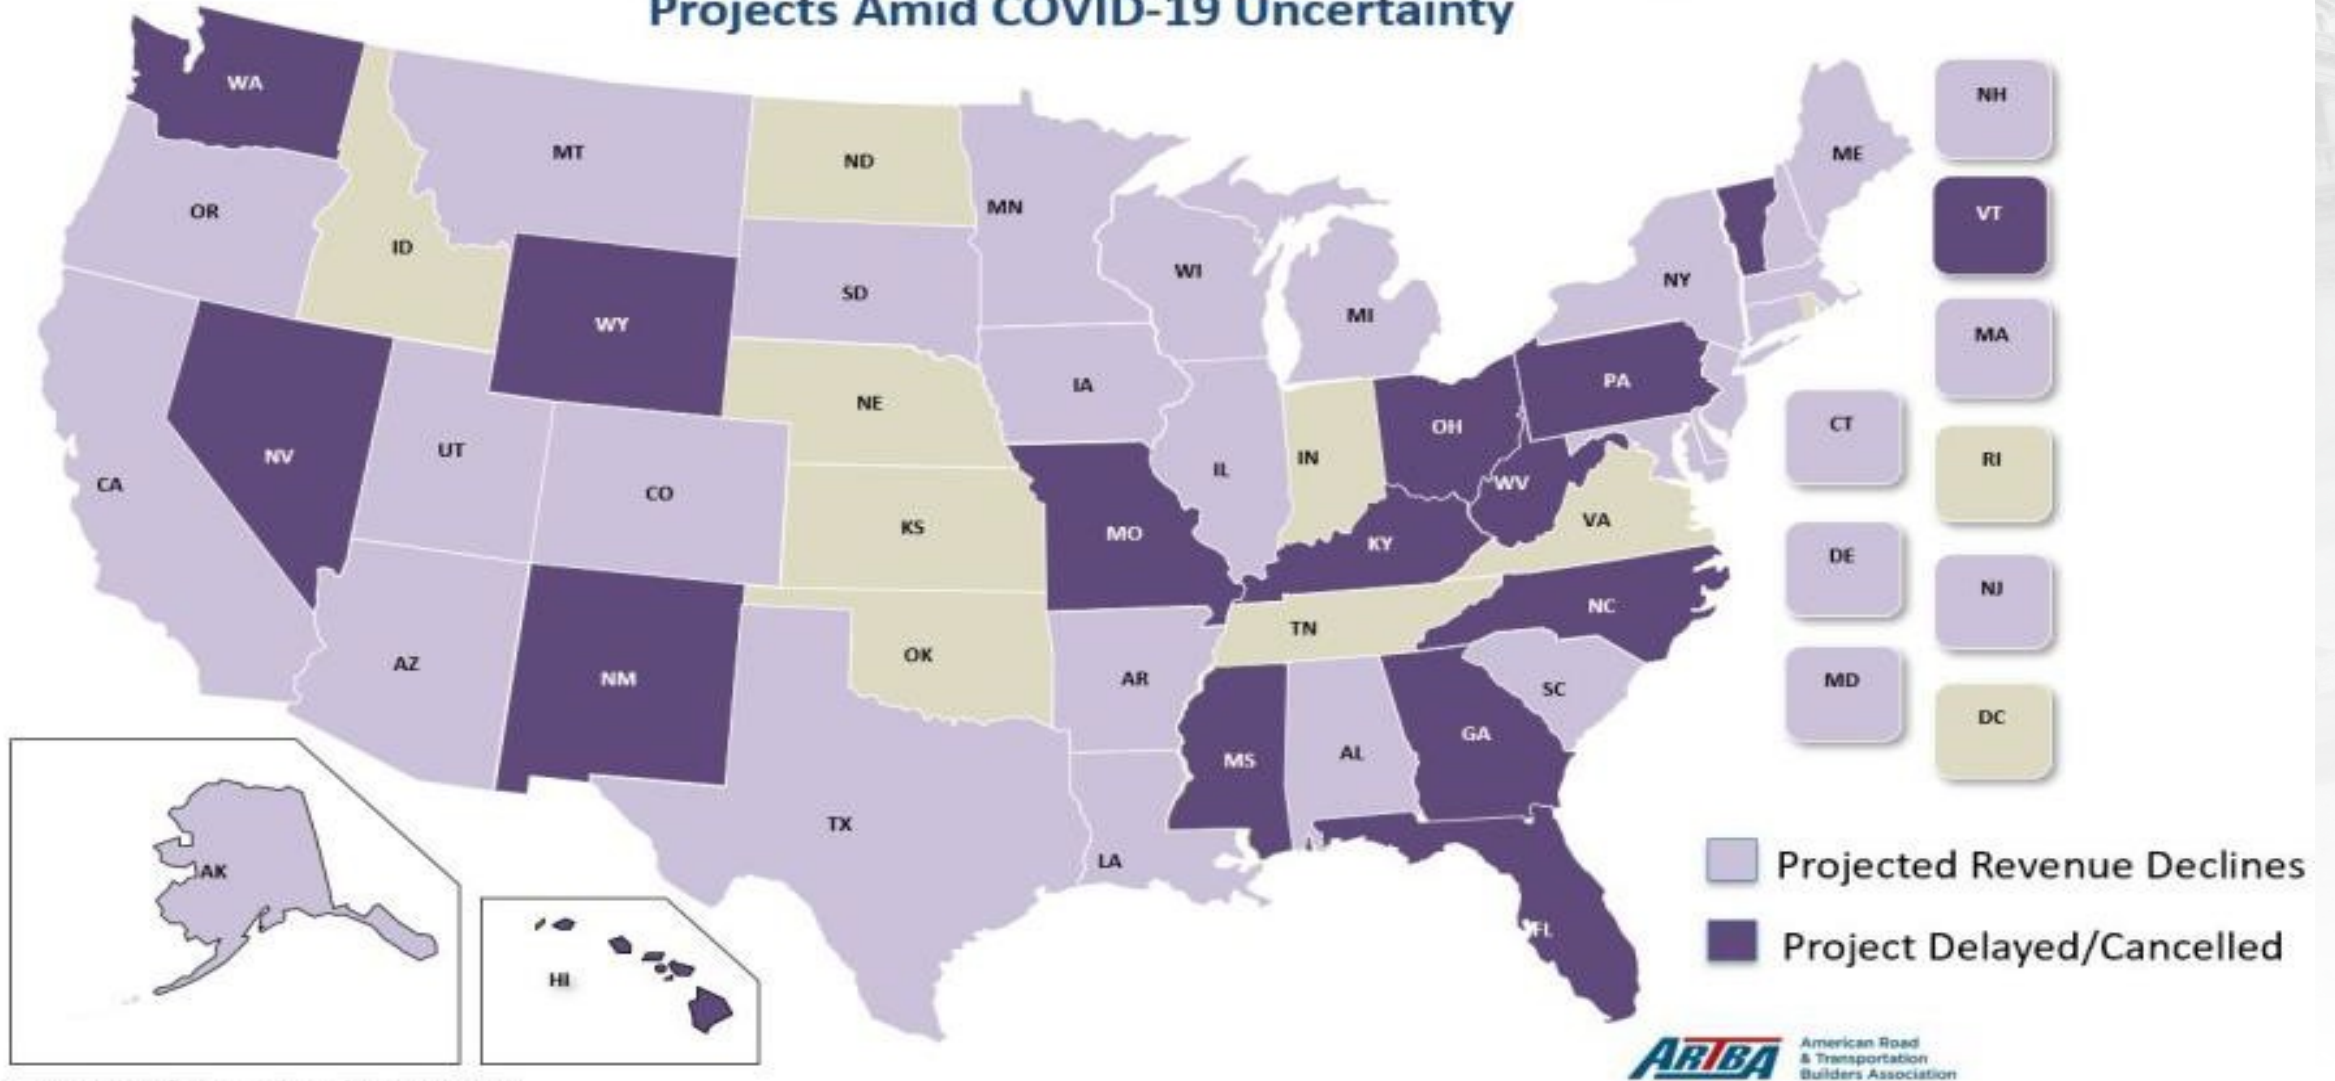 Projects Amid COVID-19 Uncertainty
WA
MT
ND
MN
OR
ID
SD
WI
MI
NY
ME
WY
IA
NE
NV
UT
CO
CA
KS
MO
IL
IN
OH
PA
WV
VA
KY
NC
TN
AZ
NM
OK
AR
SC
MS
AL
GA
TX
LA
FL
AK
HI
NH
VT
MA
CT
RI
DE
NJ
MD
DC
Projected Revenue Declines
Project Delayed/Cancelled
ARTBA
American Road
& Transportation
Builders Association